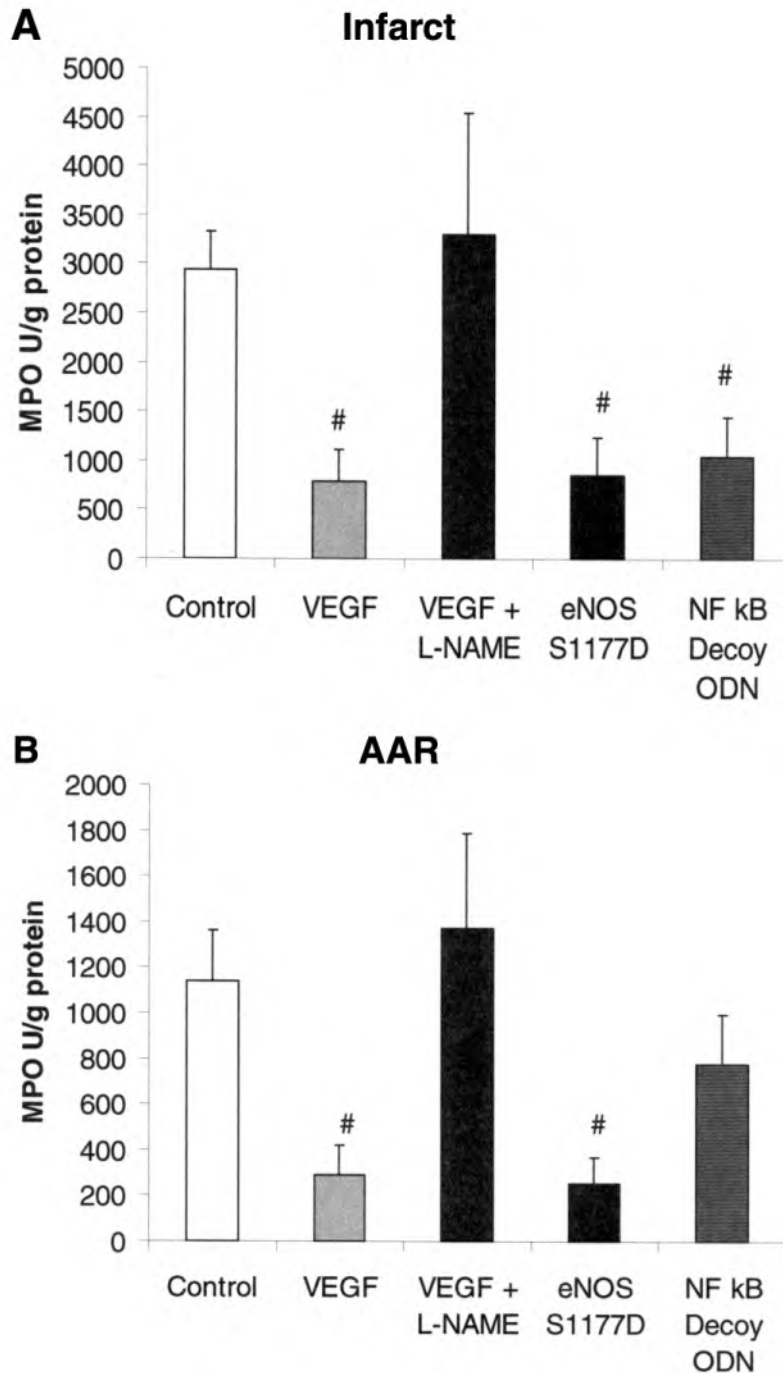 A Infarct
MPO U/g protein
5000
4500
4000
3500
3000
2500
2000
1500
1000
500
0
#
#
#
Control VEGF VEGF + eNOS NF kB
L-NAME S1177D Decoy
ODN
B AAR
MPO U/g protein
2000
1800
1600
1400
1200
1000
800
600
400
200
0
#
#
Control VEGF VEGF + eNOS NF kB
L-NAME S1177D Decoy
ODN